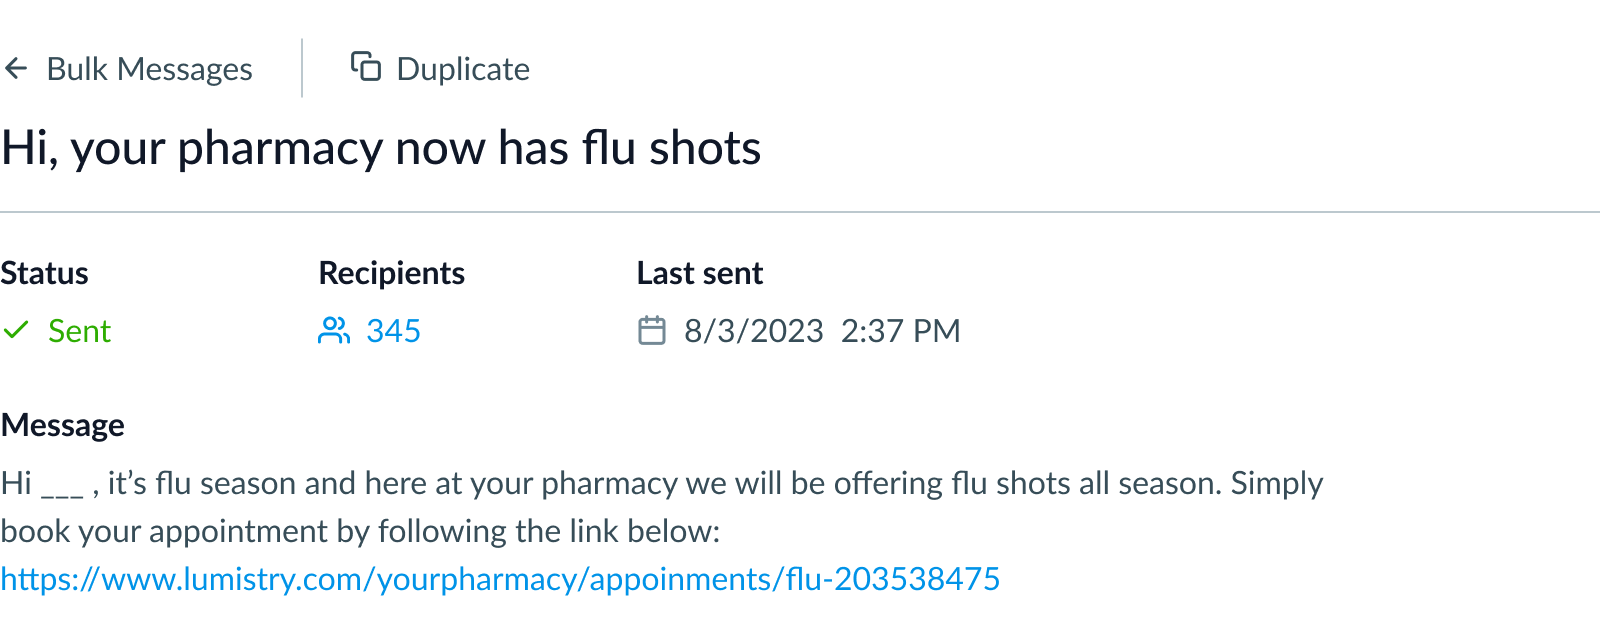 Bulk Messages Duplicate
Hi, your pharmacy now has flu shots
Status Recipients Last sent
Sent 345 8/3/2023 2:37 PM
Message
Hi ___ , it’s flu season and here at your pharmacy we will be offering flu shots all season. Simply
book your appointment by following the link below:
https://www.lumistry.com/yourpharmacy/appoinments/flu-203538475